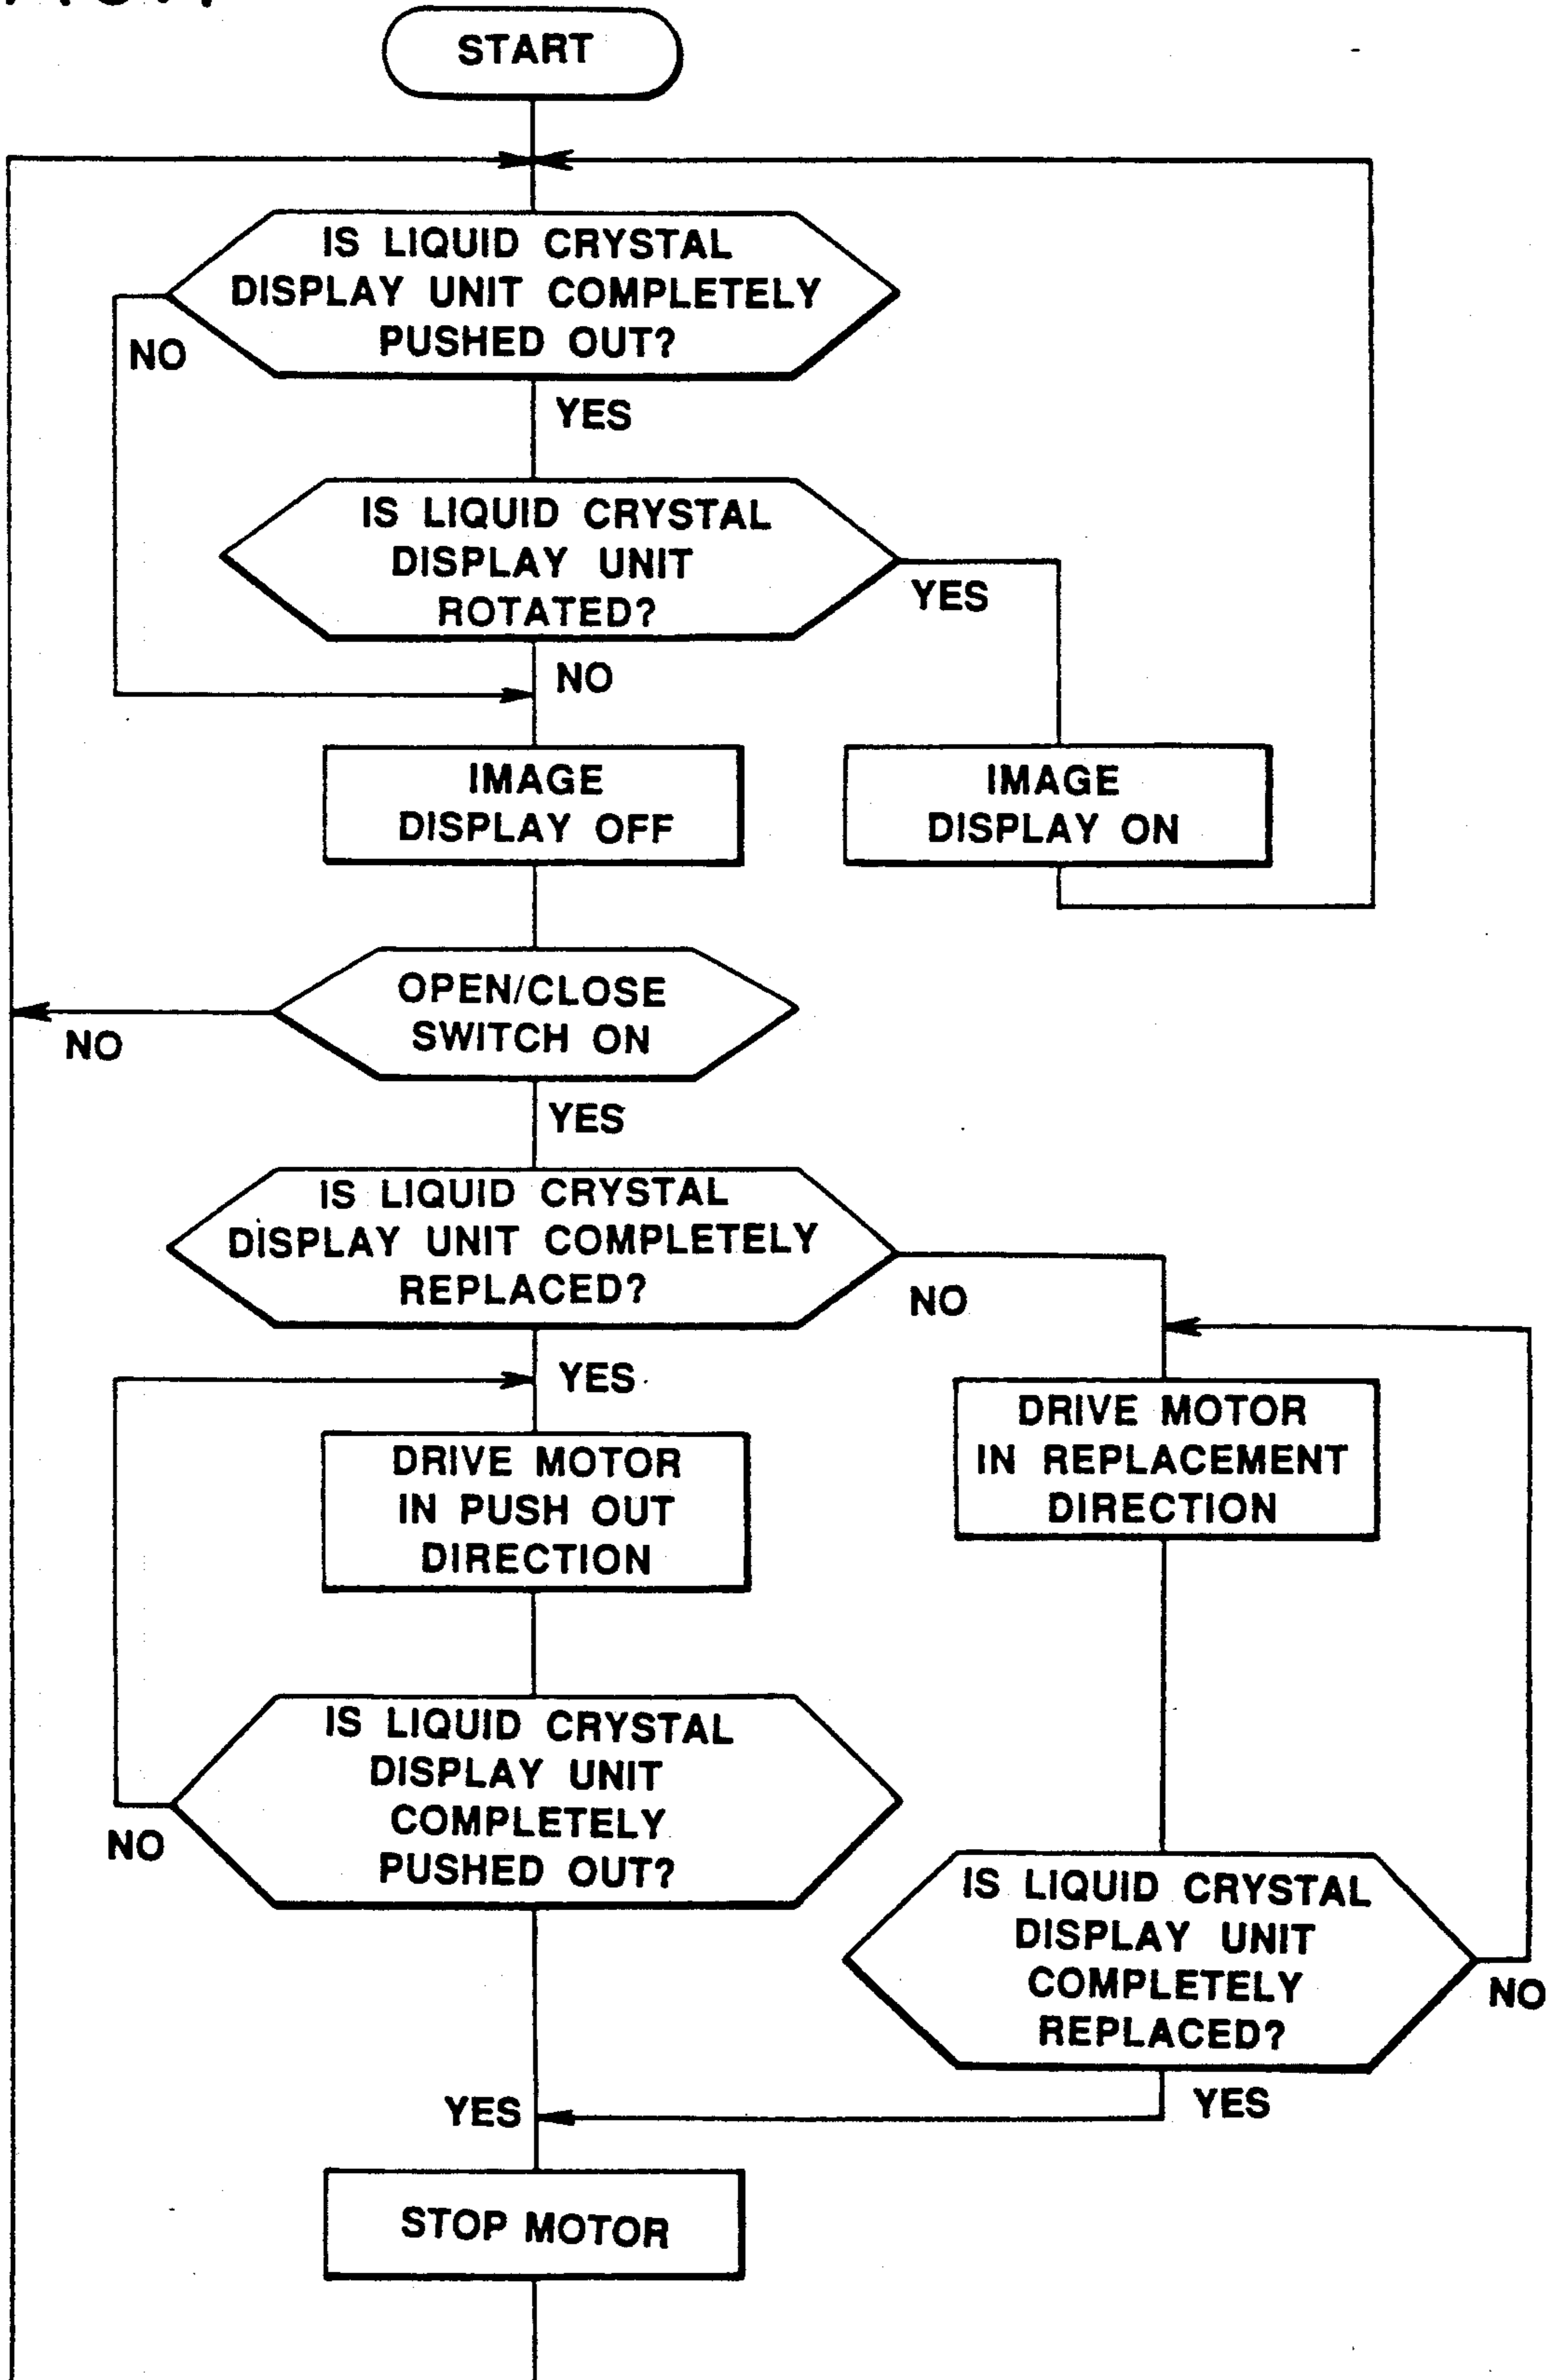 START
IS LIQUID CRYSTAL
DISPLAY UNIT COMPLETELY
PUSHED OUT?
NO
YES
IS LIQUID CRYSTAL
DISPLAY UNIT
ROTATED?
YES
NO
IMAGE
DISPLAY OFF
IMAGE
DISPLAY ON
OPEN/CLOSE
SWITCH ON
NO
YES
IS LIQUID CRYSTAL
DISPLAY UNIT COMPLETELY
REPLACED?
NO
YES
DRIVE MOTOR
IN PUSH OUT
DIRECTION
DRIVE MOTOR
IN REPLACEMENT
DIRECTION
IS LIQUID CRYSTAL
DISPLAY UNIT
COMPLETELY
PUSHED OUT?
NO
IS LIQUID CRYSTAL
DISPLAY UNIT
COMPLETELY
REPLACED?
NO
YES
YES
STOP MOTOR